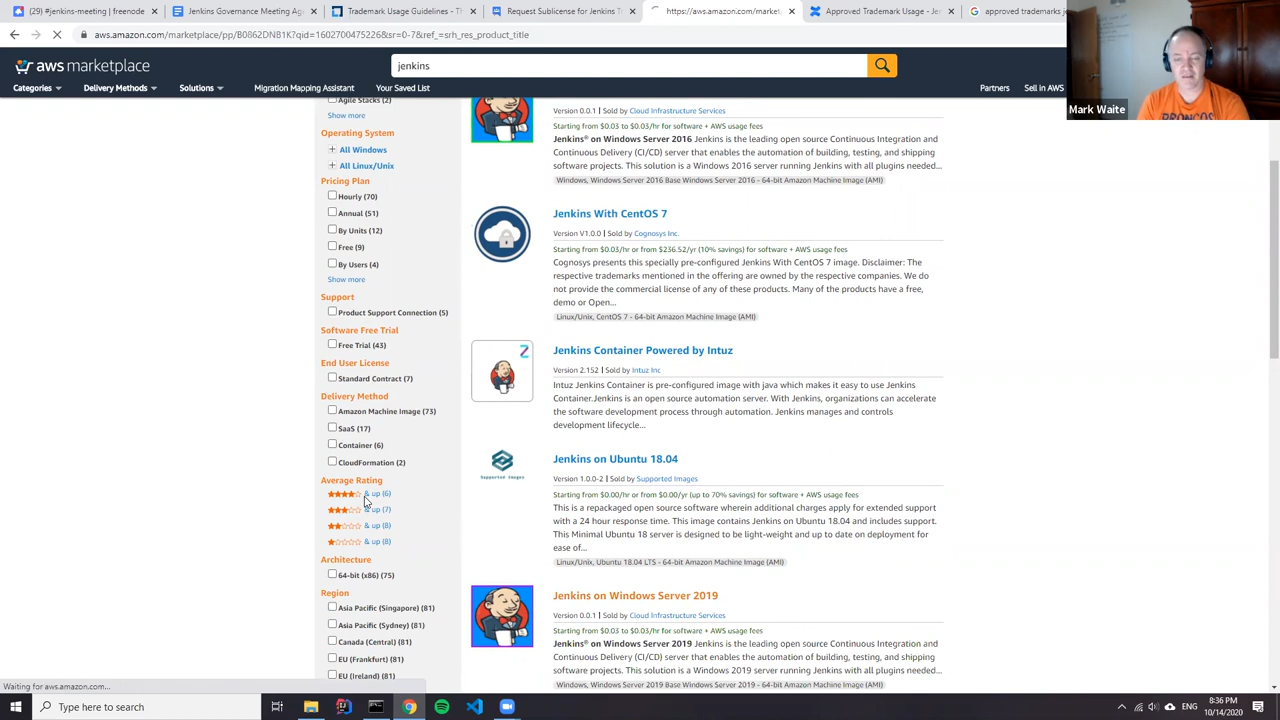 (29) #jenkins-meeting | freenode
Jenkins Governance Meeting Ag
Trademark Usage Guidelines - Th
Request Sublicense for Jenkins Tr
https://aws.amazon.com/market
Approved Trademark Usage - Je
approved trademarks je
aws.amazon.com/marketplace/pp/B0862DNB1K?qid=1602700475226&sr=0-78&ref_=srh_res_product_title
aws marketplace
jenkins
Categories
Delivery Methods
Solutions
Migration Mapping Assistant
Your Saved List
Partners
Sell in AWS
Mark Waite
BRONCOS
Agile Stacks (2)
Show more
Operating System
All Windows
All Linux/Unix
Pricing Plan
Hourly (70)
Annual (51)
By Units (12)
Free (9)
By Users (4)
Show more
Support
Product Support Connection (5)
Software Free Trial
Free Trial (43)
End User License
Standard Contract (7)
Delivery Method
Amazon Machine Image (73)
SaaS (17)
Container (6)
CloudFormation (2)
Average Rating
& up (6)
& up (7)
& up (8)
& up (8)
Architecture
64-bit (x86) (75)
Region
Asia Pacific (Singapore) (81)
Asia Pacific (Sydney) (81)
Canada (Central) (81)
EU (Frankfurt) (81)
EU (Ireland) (81)
Version 0.0.1 | Sold by Cloud Infrastructure Services
Starting from $0.03 to $0.03/hr for software + AWS usage fees
Jenkins® on Windows Server 2016 Jenkins is the leading open source Continuous Integration and
Continuous Delivery (CI/CD) server that enables the automation of building, testing, and shipping
software projects. This solution is a Windows 2016 server running Jenkins with all plugins needed...
Windows, Windows Server 2016 Base Windows Server 2016 - 64-bit Amazon Machine Image (AMI)
Jenkins With CentOS 7
Version V1.0.0 | Sold by Cognosys Inc.
Starting from $0.03/hr or from $236.52/yr (10% savings) for software + AWS usage fees
Cognosys presents this specially pre-configured Jenkins With CentOS 7 image. Disclaimer: The
respective trademarks mentioned in the offering are owned by the respective companies. We do
not provide the commercial license of any of these products. Many of the products have a free,
demo or Open...
Linux/Unix, CentOS 7 - 64-bit Amazon Machine Image (AMI)
Jenkins Container Powered by Intuz
Version 2.152 | Sold by Intuz Inc
Intuz Jenkins Container is pre-configured image with java which makes it easy to use Jenkins
Container.Jenkins is an open source automation server. With Jenkins, organizations can accelerate
the software development process through automation. Jenkins manages and controls
development lifecycle...
Supported Images
Jenkins on Ubuntu 18.04
Version 1.0.0-2 | Sold by Supported Images
Starting from $0.00/hr or from $0.00/yr (up to 70% savings) for software + AWS usage fees
This is a repackaged open source software wherein additional charges apply for extended support
with a 24 hour response time. This image contains Jenkins on Ubuntu 18.04 and includes support.
This Minimal Ubuntu 18 server is designed to be light-weight and up to date on deployment for
ease of...
Linux/Unix, Ubuntu 18.04 LTS - 64-bit Amazon Machine Image (AMI)
Jenkins on Windows Server 2019
Version 0.0.1 | Sold by Cloud Infrastructure Services
Starting from $0.03 to $0.03/hr for software + AWS usage fees
Jenkins® on Windows Server 2019 Jenkins is the leading open source Continuous Integration and
Continuous Delivery (CI/CD) server that enables the automation of building, testing, and shipping
software projects. This solution is a Windows 2019 server running Jenkins with all plugins needed...
Windows, Windows Server 2019 Base Windows Server 2019 - 64-bit Amazon Machine Image (AMI)
Waiting for aws.amazon.com...
Type here to search
8:36 PM
10/14/2020